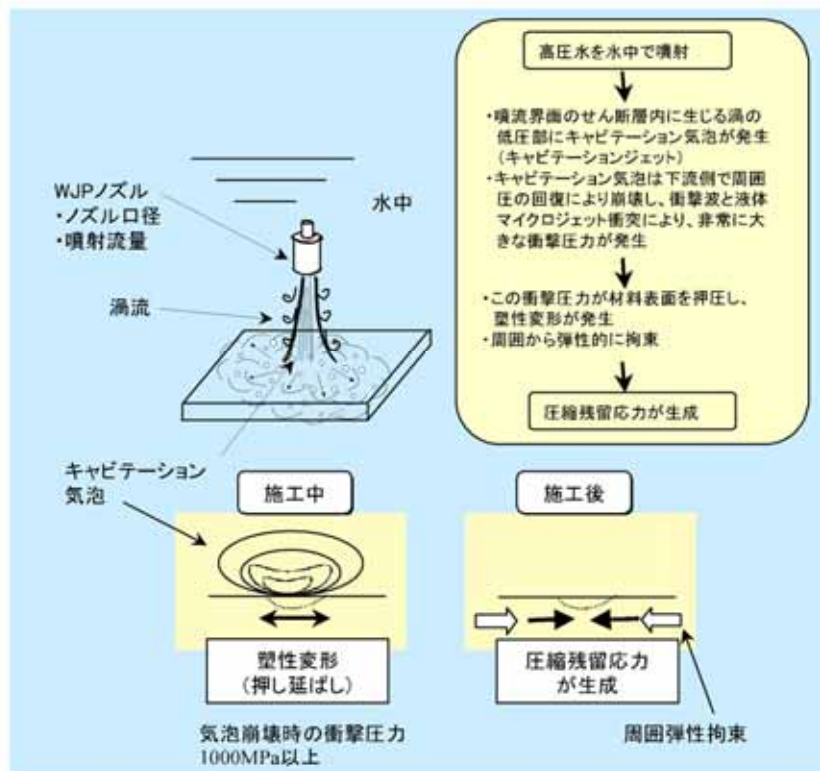 高圧水を水中で噴射
・噴流界面のせん断層内に生じる渦の
低圧部にキャビテーション気泡が発生
(キャビテーションジェット)
・キャビテーション気泡は下流側で周囲
圧の回復により崩壊し、衝撃波と液体
マイクロジェット衝突により、非常に大
きな衝撃圧力が発生
・この衝撃圧力が材料表面を押圧し、
塑性変形が発生
・周囲から弾性的に拘束
圧縮残留応力が生成
WJPノズル
・ノズル口径
・噴射流量
水中
渦流
キャビテーション
気泡
施工中
塑性変形
(押し延ばし)
気泡崩壊時の衝撃圧力
1000MPa以上
施工後
圧縮残留応力
が生成
周囲弾性拘束